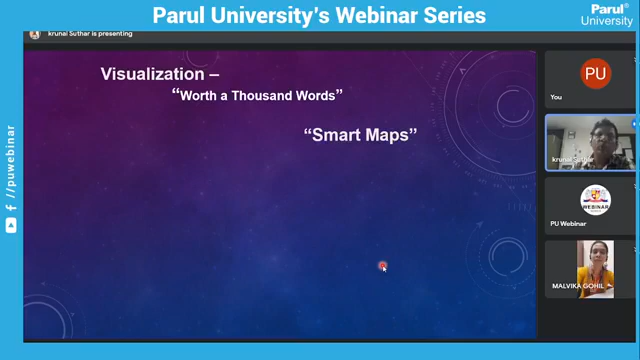 Parul University's Webinar Series
Parul®
University
krunal Suthar is presenting
Visualization –
“Worth a Thousand Words”
“Smart Maps”
PU
You
krunal Suthar
WEBINAR
PU Webinar
MALVIKA GOHIL
//puwebinar